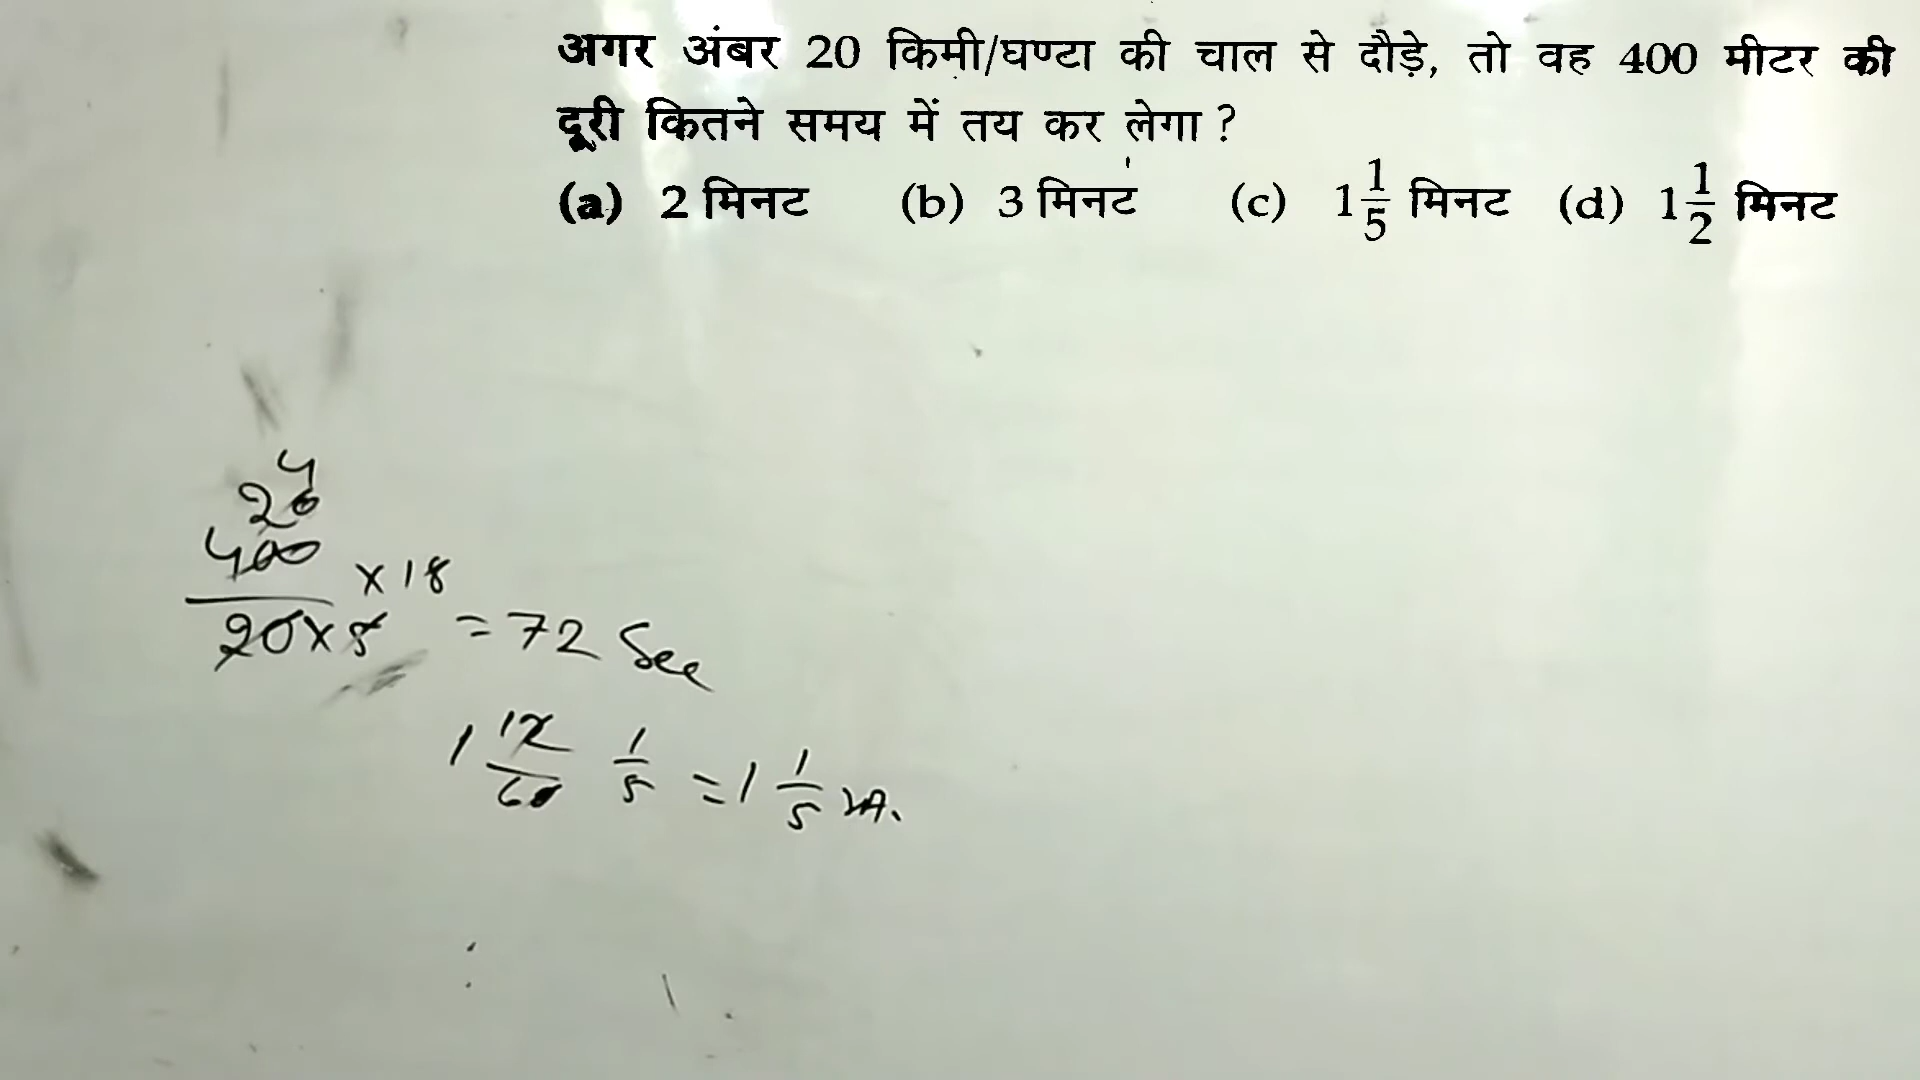 अगर अंबर 20 किमी/घण्टा की चाल से दौड़े, तो वह 400 मीटर की
दूरी कितने समय में तय कर लेगा ?
(a) 2 मिनट (b) 3 मिनट (c) 1 1/5 मिनट (d) 1 1/2 मिनट
4
20
400 × 18
20 × 5 = 72 Sec
1 12/60 1/5 = 1 1/5